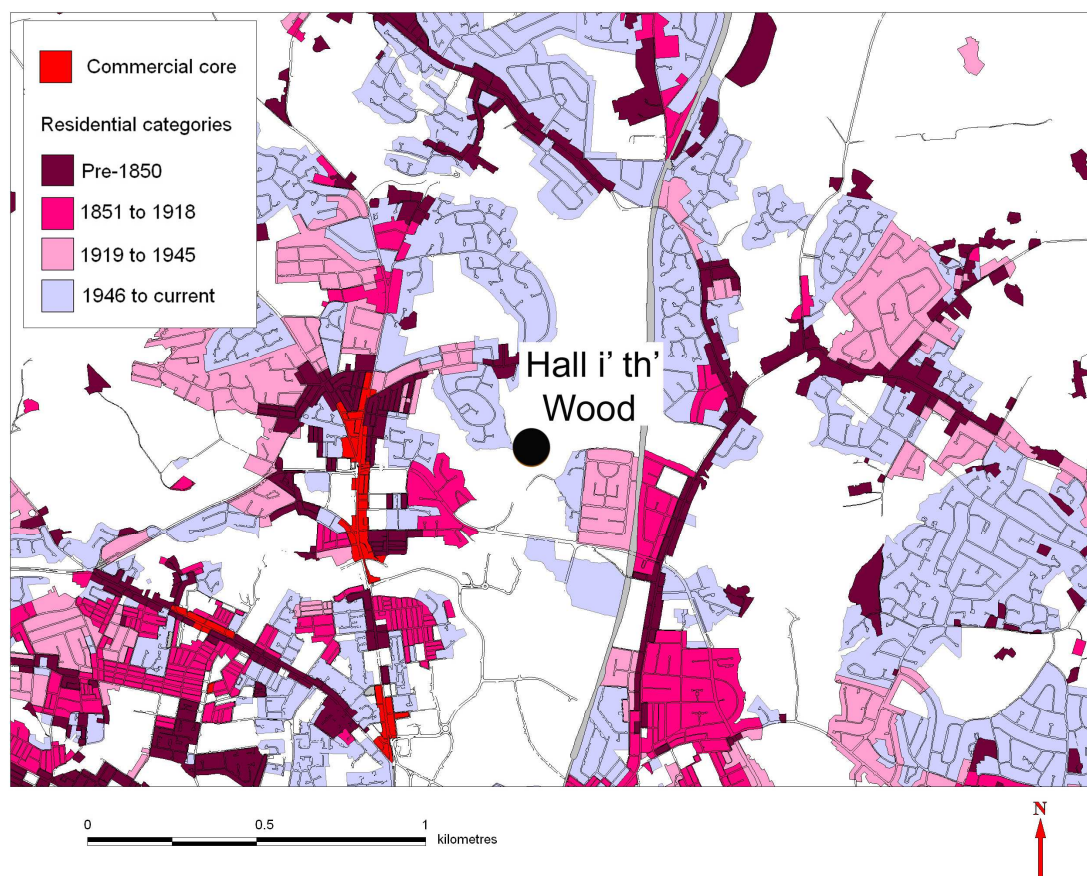 Commercial core
Residential categories
Pre-1850
1851 to 1918
1919 to 1945
1946 to current
Hall i’ th’
Wood
0 0.5 1
kilometres
N